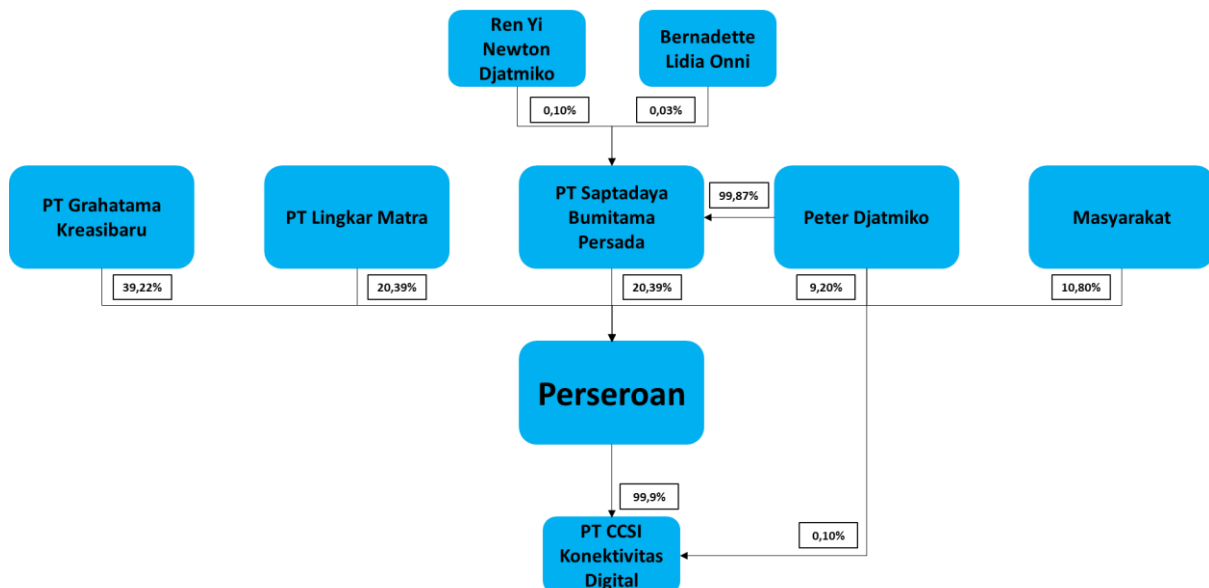 Ren Yi
Newton
Djatmiko
Bernadette
Lidia Onni
0,10%
0,03%
PT Grahatama
Kreasibaru
PT Lingkar Matra
PT Saptadaya
Bumitama
Persada
99,87%
Peter Djatmiko
Masyarakat
39,22%
20,39%
20,39%
9,20%
10,80%
Perseroan
99,9%
PT CCSI
Konektivitas
Digital
0,10%